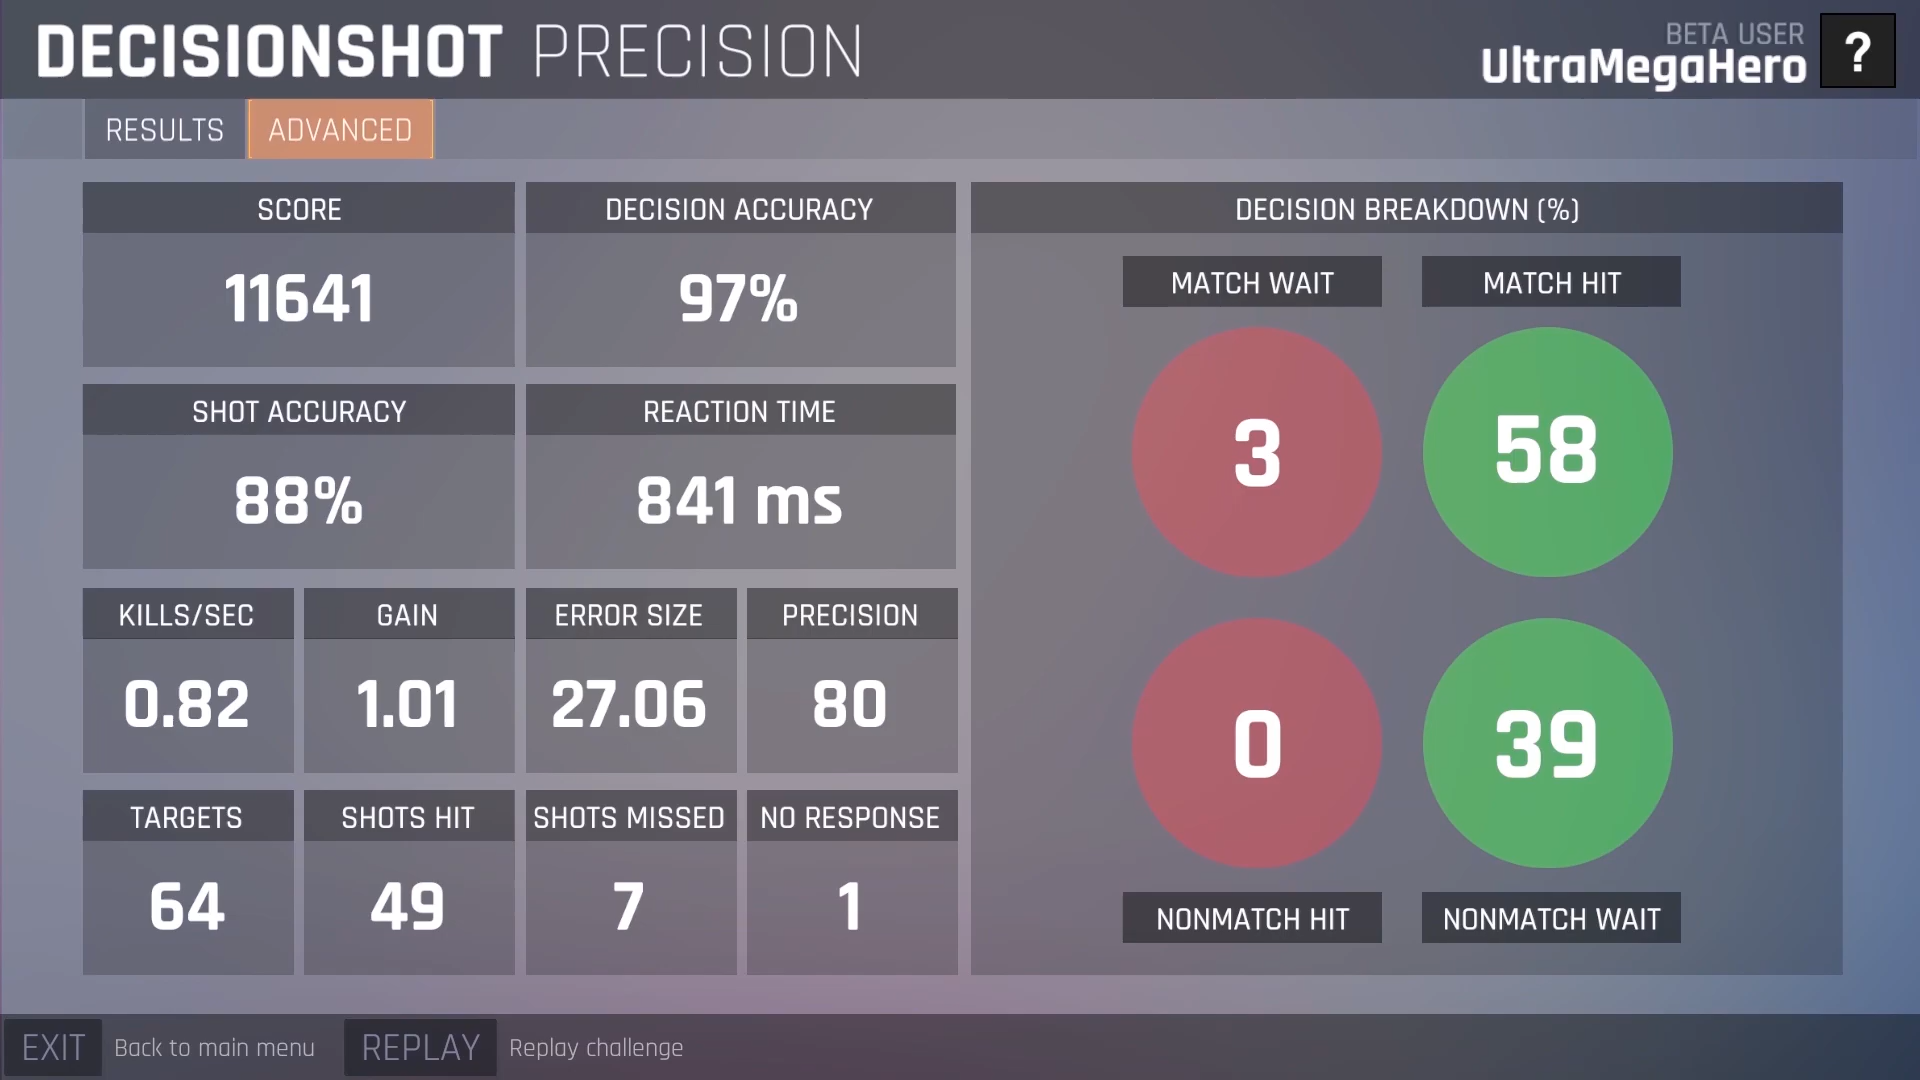 DECISIONSHOT PRECISION
BETA USER
UltraMegaHero
?
RESULTS
ADVANCED
SCORE
11641
DECISION ACCURACY
97%
SHOT ACCURACY
88%
REACTION TIME
841 ms
KILLS/SEC
0.82
GAIN
1.01
ERROR SIZE
27.06
PRECISION
80
TARGETS
64
SHOTS HIT
49
SHOTS MISSED
7
NO RESPONSE
1
DECISION BREAKDOWN (%)
MATCH WAIT
3
MATCH HIT
58
0
NONMATCH HIT
39
NONMATCH WAIT
EXIT Back to main menu
REPLAY Replay challenge